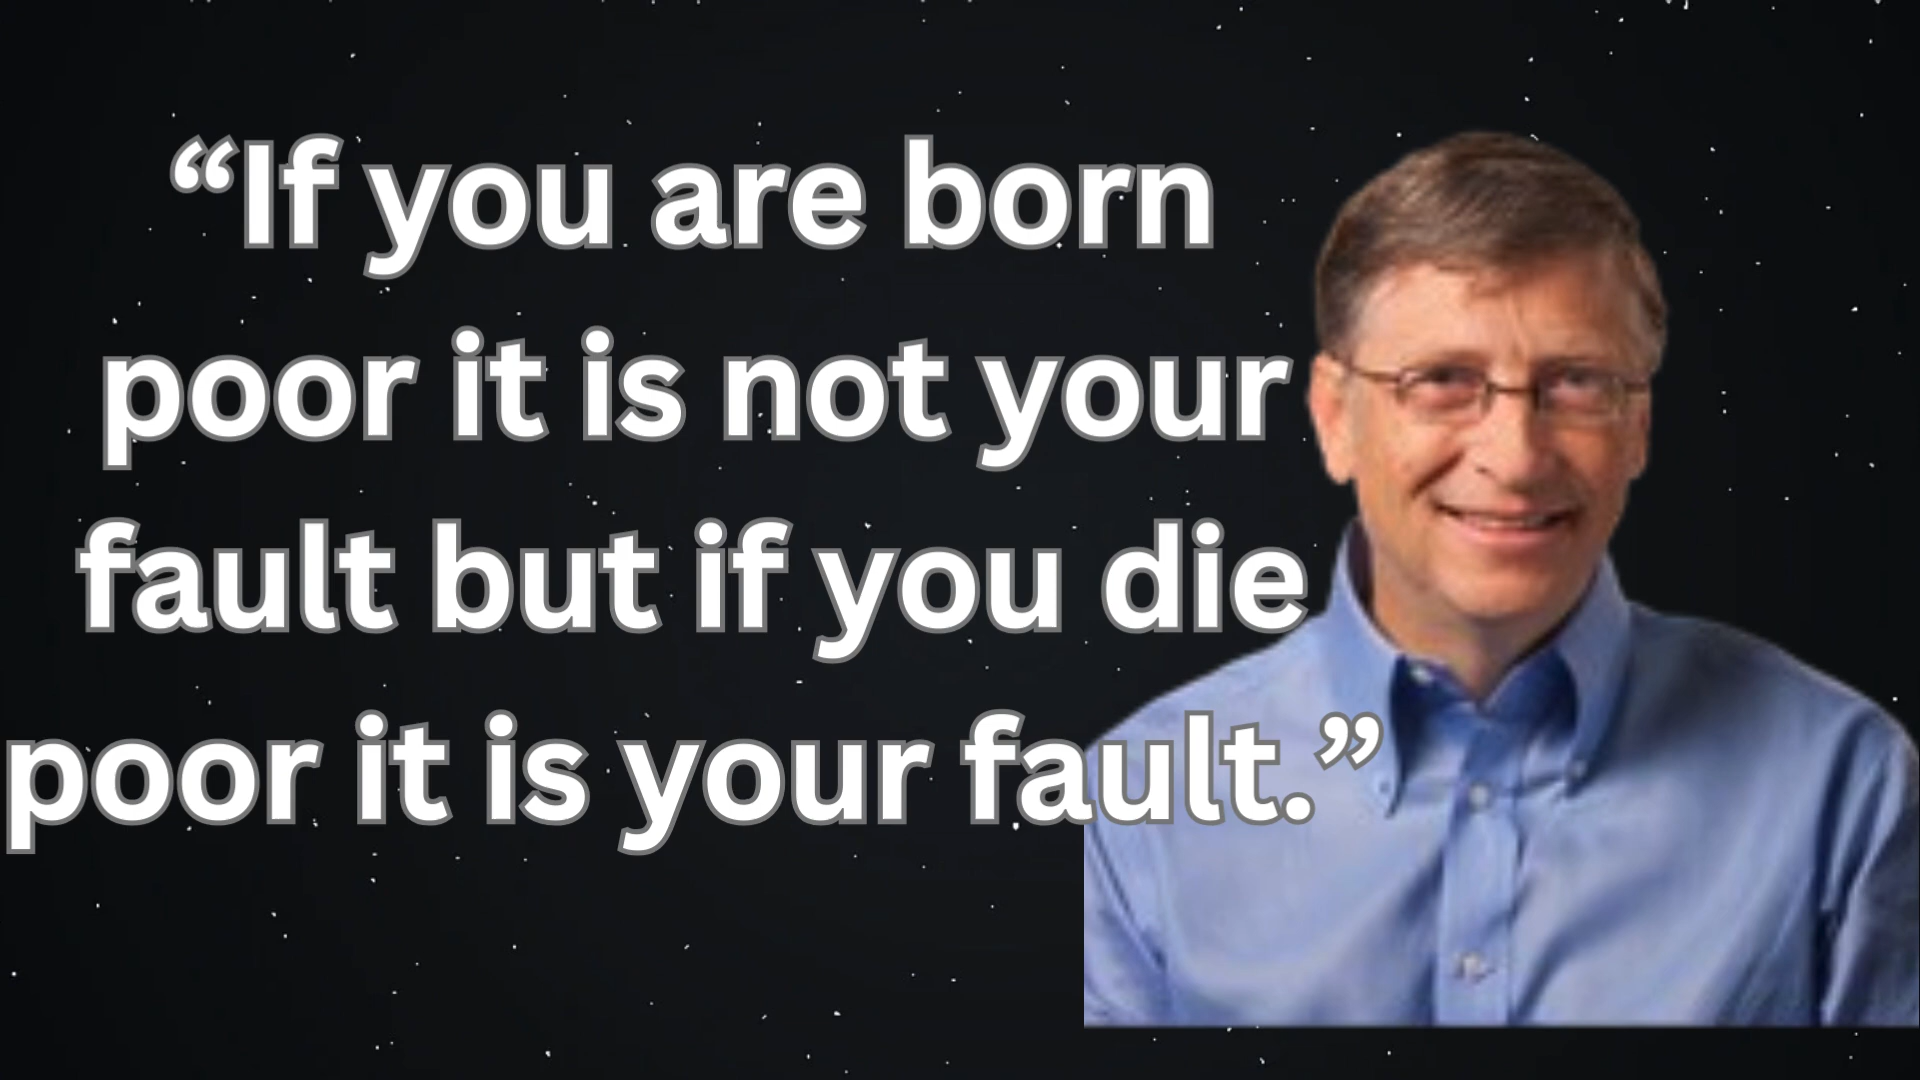 “If you are born
poor it is not your
fault but if you die
poor it is your fault.”